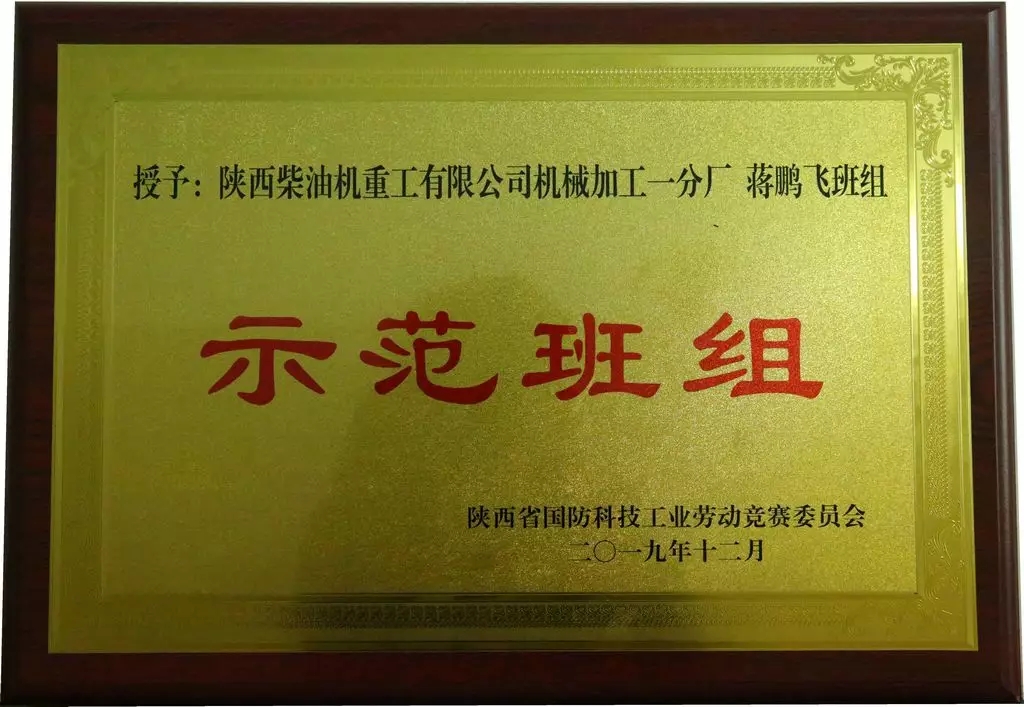 授予：陕西柴油机重工有限公司机械加工一分厂 蒋鹏飞班组
示范班组
陕西省国防科技工业劳动竞赛委员会
二〇一九年十二月